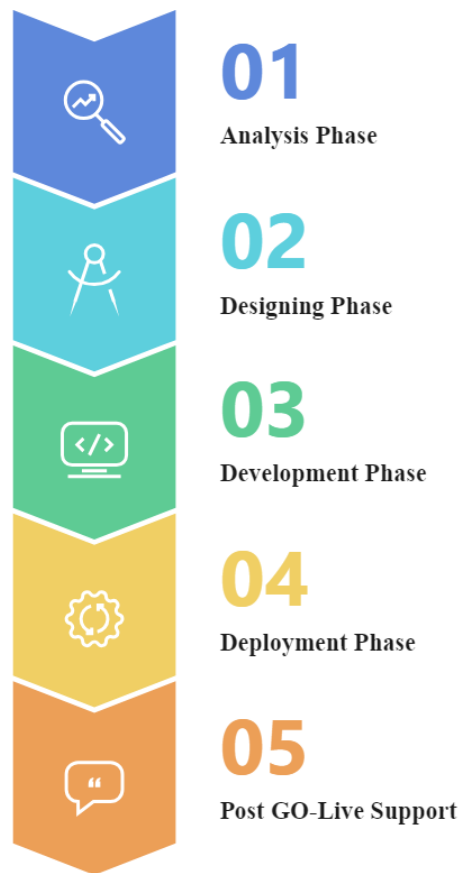 01
Analysis Phase
02
Designing Phase
03
Development Phase
04
Deployment Phase
05
Post GO-Live Support